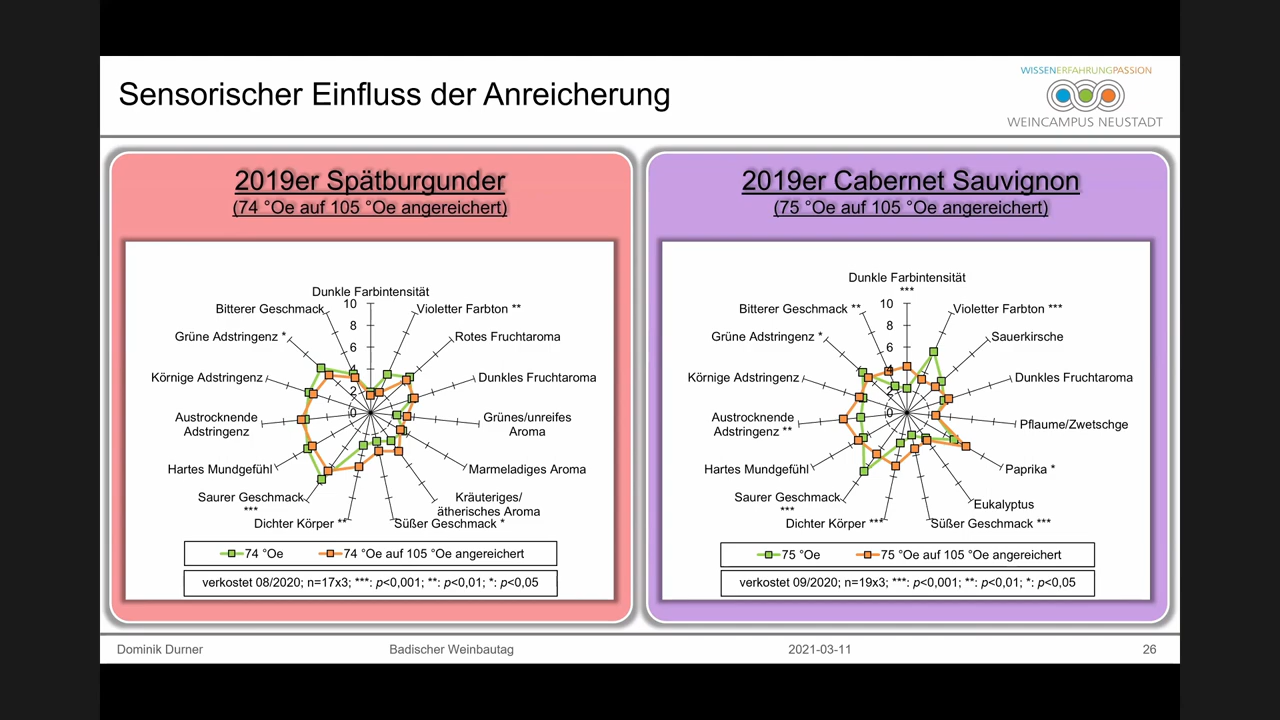 Sensorischer Einfluss der Anreicherung
WISSENERFAHRUNGPASSION
WEINCAMPUS NEUSTADT
2019er Spätburgunder
(74 °Oe auf 105 °Oe angereichert)
Dunkle Farbintensität
Violetter Farbton **
Rotes Fruchtaroma
Dunkles Fruchtaroma
Grünes/unreifes
Aroma
Marmeladiges Aroma
Kräuteriges/
ätherisches Aroma
Süßer Geschmack *
Dichter Körper **
Saurer Geschmack
***
Hartes Mundgefühl
Austrocknende
Adstringenz
Körnige Adstringenz
Grüne Adstringenz *
Bitterer Geschmack
10
8
6
4
2
0
74 °Oe
74 °Oe auf 105 °Oe angereichert
verkostet 08/2020; n=17x3; ***: p<0,001; **: p<0,01; *: p<0,05
2019er Cabernet Sauvignon
(75 °Oe auf 105 °Oe angereichert)
Dunkle Farbintensität
***
Violetter Farbton ***
Sauerkirsche
Dunkles Fruchtaroma
Pflaume/Zwetschge
Paprika *
Eukalyptus
Süßer Geschmack ***
Dichter Körper ***
Saurer Geschmack
***
Hartes Mundgefühl
Austrocknende
Adstringenz **
Körnige Adstringenz
Grüne Adstringenz *
Bitterer Geschmack **
10
8
6
4
2
0
75 °Oe
75 °Oe auf 105 °Oe angereichert
verkostet 09/2020; n=19x3; ***: p<0,001; **: p<0,01; *: p<0,05
Dominik Durner
Badischer Weinbautag
2021-03-11
26